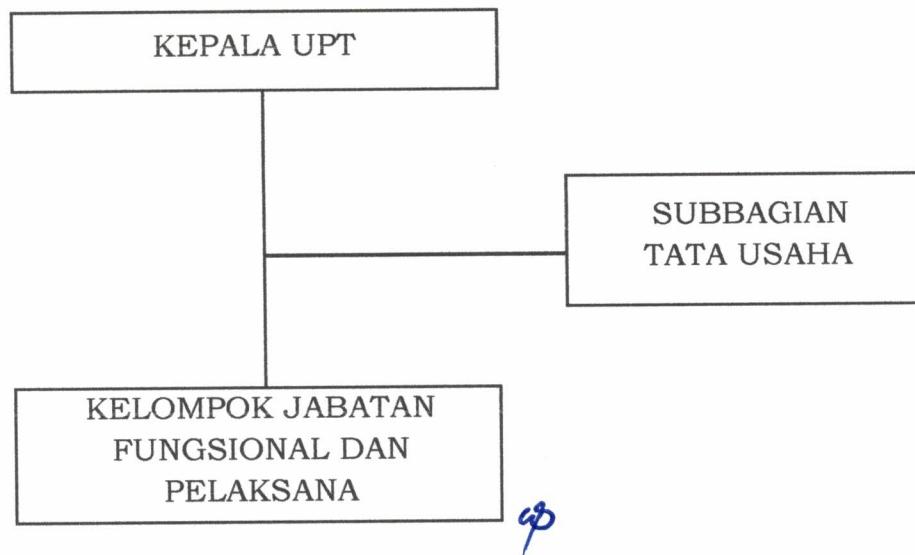 KEPALA UPT
SUBBAGIAN
TATA USAHA
KELOMPOK JABATAN
FUNGSIONAL DAN
PELAKSANA